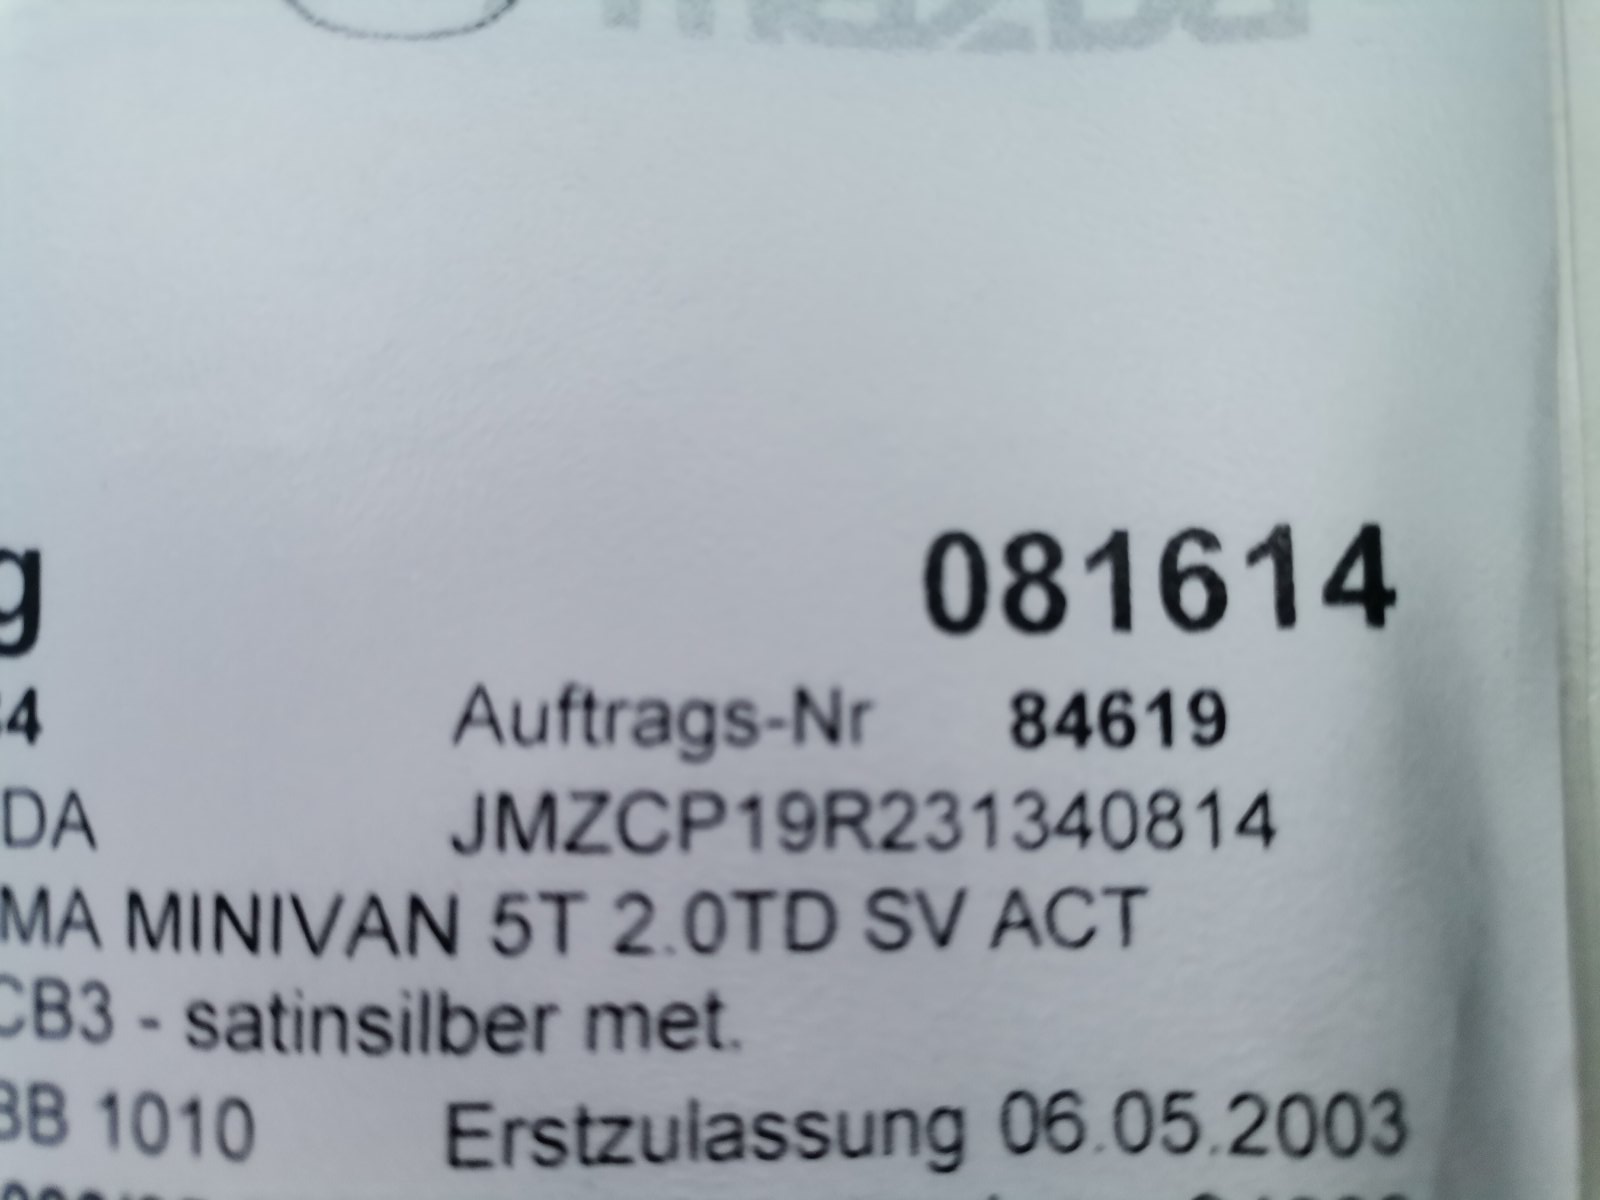 mazda
g 081614
4 Auftrags-Nr 84619
DA JMZCP19R231340814
MA MINIVAN 5T 2.0TD SV ACT
CB3 - satinsilber met.
BB 1010 Erstzulassung 06.05.2003